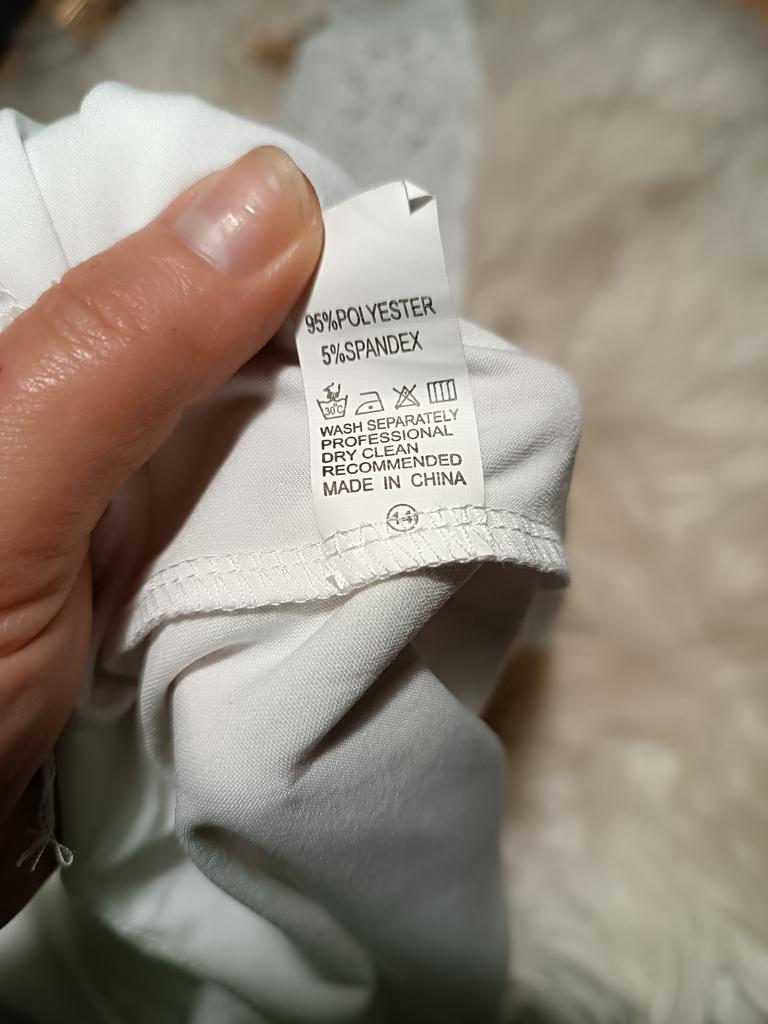 95%POLYESTER
5%SPANDEX
30°C
WASH SEPARATELY
PROFESSIONAL
DRY CLEAN
RECOMMENDED
MADE IN CHINA
14